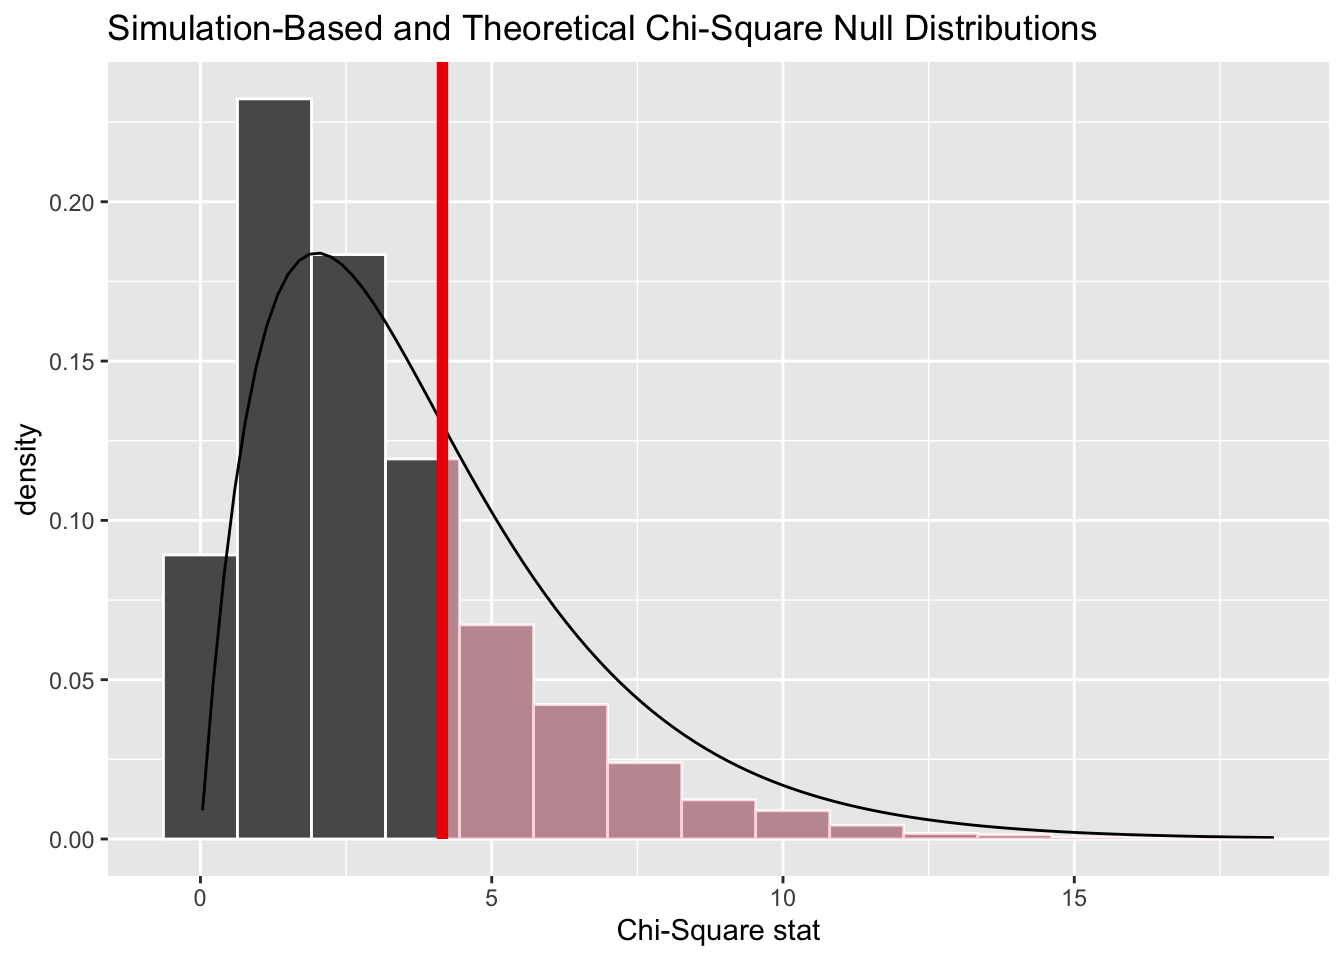 Simulation-Based and Theoretical Chi-Square Null Distributions
0.20
0.15
0.10
0.05
0.00
density
0 5 10 15
Chi-Square stat